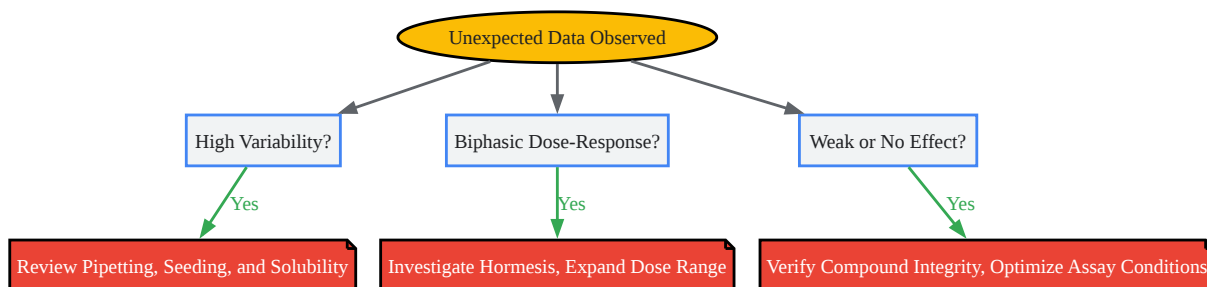 Unexpected Data Observed
High Variability?
Biphasic Dose-Response?
Weak or No Effect?
Yes
Yes
Yes
Review Pipetting, Seeding, and Solubility
Investigate Hormesis, Expand Dose Range
Verify Compound Integrity, Optimize Assay Conditions